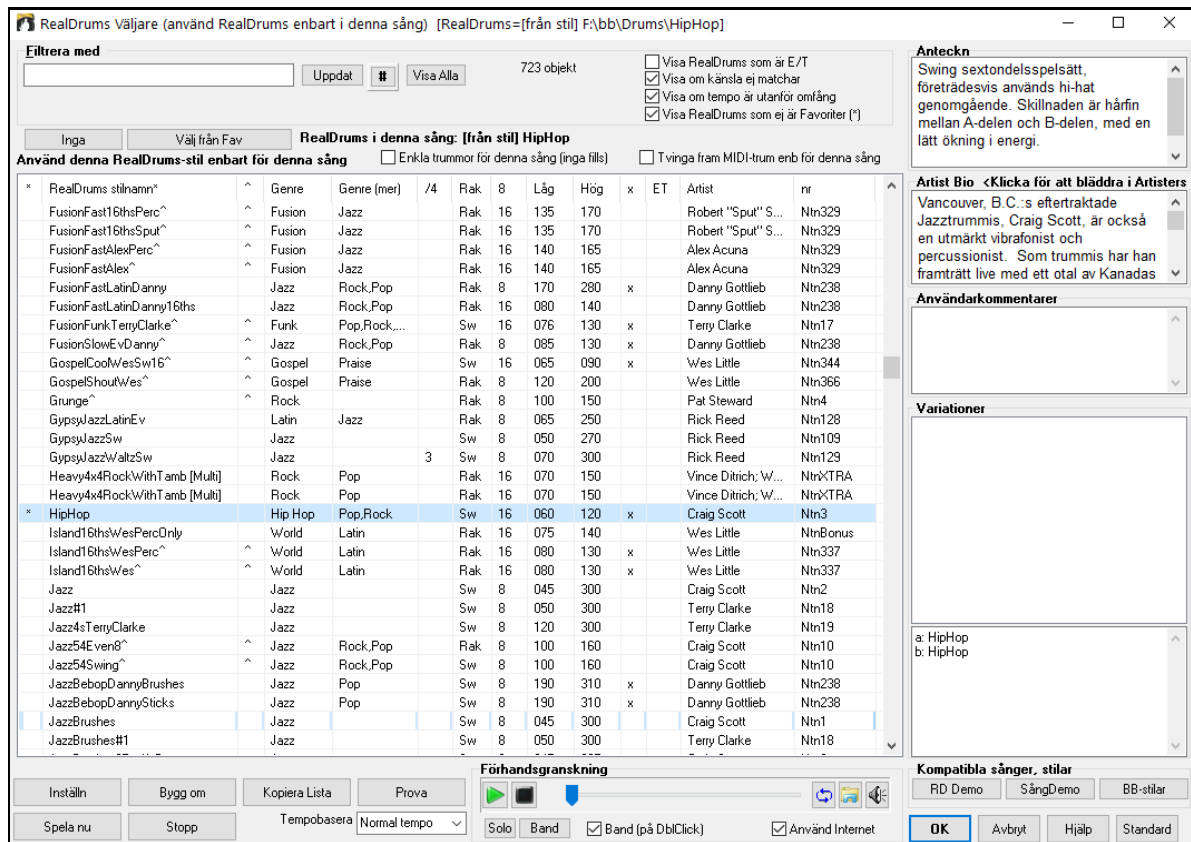 RealDrums Väljare (använd RealDrums enbart i denna sång) [RealDrums=[från stil] F:\bb\Drums\HipHop]
Filtrera med
Uppdat # Visa Alla 723 objekt
Visa RealDrums som är E/T
Visa om känsla ej matchar
Visa om tempo är utanför omfång
Visa RealDrums som ej är Favoriter (*)
Inga Välj från Fav RealDrums i denna sång: [från stil] HipHop
Använd denna RealDrums-stil enbart för denna sång Enkla trummor för denna sång (inga fills) Tvinga fram MIDI-trum enb för denna sång
* RealDrums stilnamn* ^ Genre Genre (mer) /4 Rak 8 Låg Hög x ET Artist nr
FusionFast16thsPerc^ ^ Fusion Jazz Rak 16 135 170 Robert "Sput" S... Ntn329
FusionFast16thsSput^ ^ Fusion Jazz Rak 16 135 170 Robert "Sput" S... Ntn329
FusionFastAlexPerc^ ^ Fusion Jazz Rak 16 140 165 Alex Acuna Ntn329
FusionFastAlex^ ^ Fusion Jazz Rak 16 140 165 Alex Acuna Ntn329
FusionFastLatinDanny Jazz Rock,Pop Rak 8 170 280 x Danny Gottlieb Ntn238
FusionFastLatinDanny16ths Jazz Rock,Pop Rak 16 080 140 Danny Gottlieb Ntn238
FusionFunkTerryClarke^ ^ Funk Pop,Rock,... Sw 16 076 130 x Terry Clarke Ntn17
FusionSlowEvDanny^ ^ Jazz Rock,Pop Rak 8 085 130 x Danny Gottlieb Ntn238
GospelCoolWesSw16^ ^ Gospel Praise Sw 16 065 090 x Wes Little Ntn344
GospelShoutWes^ ^ Gospel Praise Rak 8 120 200 Wes Little Ntn366
Grunge^ ^ Rock Rak 8 100 150 Pat Steward Ntn4
GypsyJazzLatinEv Latin Jazz Rak 8 065 250 Rick Reed Ntn128
GypsyJazzSw Jazz Sw 8 050 270 Rick Reed Ntn109
GypsyJazzWaltzSw Jazz 3 Sw 8 070 300 Rick Reed Ntn129
Heavy4x4RockWithTamb [Multi] Rock Pop Rak 16 070 150 Vince Ditrich; W... NtnXTRA
Heavy4x4RockWithTamb [Multi] Rock Pop Rak 16 070 150 Vince Ditrich; W... NtnXTRA
* HipHop Hip Hop Pop,Rock Sw 16 060 120 x Craig Scott Ntn3
Island16thsWesPercOnly World Latin Rak 16 075 140 Wes Little NtnBonus
Island16thsWesPerc^ ^ World Latin Rak 16 080 130 x Wes Little Ntn337
Island16thsWes^ ^ World Latin Rak 16 080 130 x Wes Little Ntn337
Jazz Jazz Sw 8 045 300 Craig Scott Ntn2
Jazz#1 Jazz Sw 8 050 300 Terry Clarke Ntn18
Jazz4sTerryClarke Jazz Sw 8 120 300 Terry Clarke Ntn19
Jazz54Even8^ ^ Jazz Rock,Pop Rak 8 100 160 Craig Scott Ntn10
Jazz54Swing^ ^ Jazz Rock,Pop Sw 8 100 160 Craig Scott Ntn10
JazzBebopDannyBrushes Jazz Pop Sw 8 190 310 x Danny Gottlieb Ntn238
JazzBebopDannySticks Jazz Pop Sw 8 190 310 x Danny Gottlieb Ntn238
JazzBrushes Jazz Sw 8 045 300 Craig Scott Ntn1
JazzBrushes#1 Jazz Sw 8 050 300 Terry Clarke Ntn18
Anteckn
Swing sextondelsspelsätt,
företrädesvis används hi-hat
genomgående. Skillnaden är hårfin
mellan A-delen och B-delen, med en
lätt ökning i energi.
Artist Bio <Klicka för att bläddra i Artisters
Vancouver, B.C.:s eftertraktade
Jazztrummis, Craig Scott, är också
en utmärkt vibrafonist och
percussionist. Som trummis har han
framträtt live med ett otal av Kanadas
Användarkommentarer
Variationer
a: HipHop
b: HipHop
Inställn Bygg om Kopiera Lista Prova
Spela nu Stopp Tempobasera Normal tempo
Förhandsgranskning
Solo Band Band (på DblClick) Använd Internet
Kompatibla sånger, stilar
RD Demo SångDemo BB-stilar
OK Avbryt Hjälp Standard